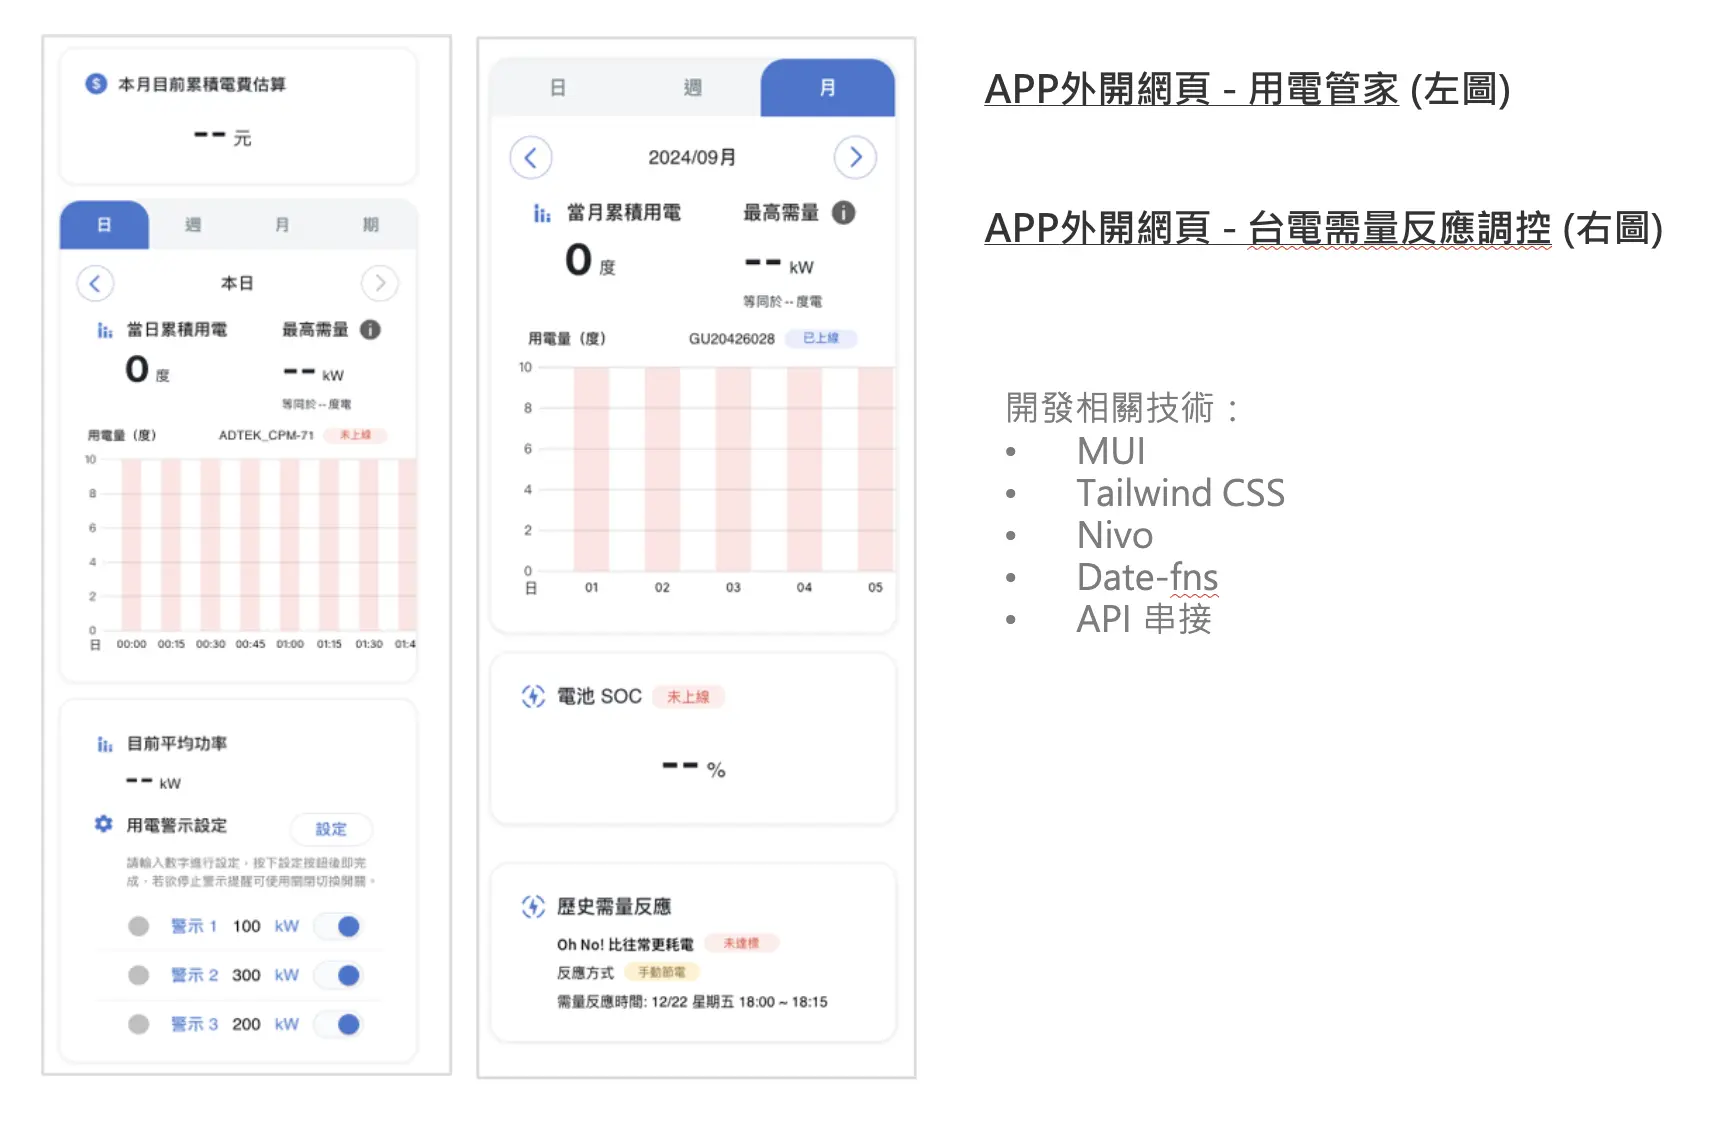 本月目前累積電費估算
-- 元
日 週 月 期
本日
當日累積用電 最高需量
0 度 -- kW
等同於 -- 度電
用電量（度） ADTEK_CPM-71 未上線
10
8
6
4
2
0
日 00:00 00:15 00:30 00:45 01:00 01:15 01:30 01:4
目前平均功率
-- kW
用電警示設定 設定
請輸入數字進行設定，按下設定按鈕後即完
成，若欲停止警示提醒可使用關閉切換開關。
警示 1 100 kW
警示 2 300 kW
警示 3 200 kW
日 週 月
2024/09月
當月累積用電 最高需量
0 度 -- kW
等同於 -- 度電
用電量（度） GU20426028 已上線
10
8
6
4
2
0
日 01 02 03 04 05
電池 SOC 未上線
-- %
歷史需量反應
Oh No! 比往常更耗電 未達標
反應方式 手動節電
需量反應時間: 12/22 星期五 18:00 ~ 18:15
APP外開網頁 - 用電管家 (左圖)
APP外開網頁 - 台電需量反應調控 (右圖)
開發相關技術：
• MUI
• Tailwind CSS
• Nivo
• Date-fns
• API 串接